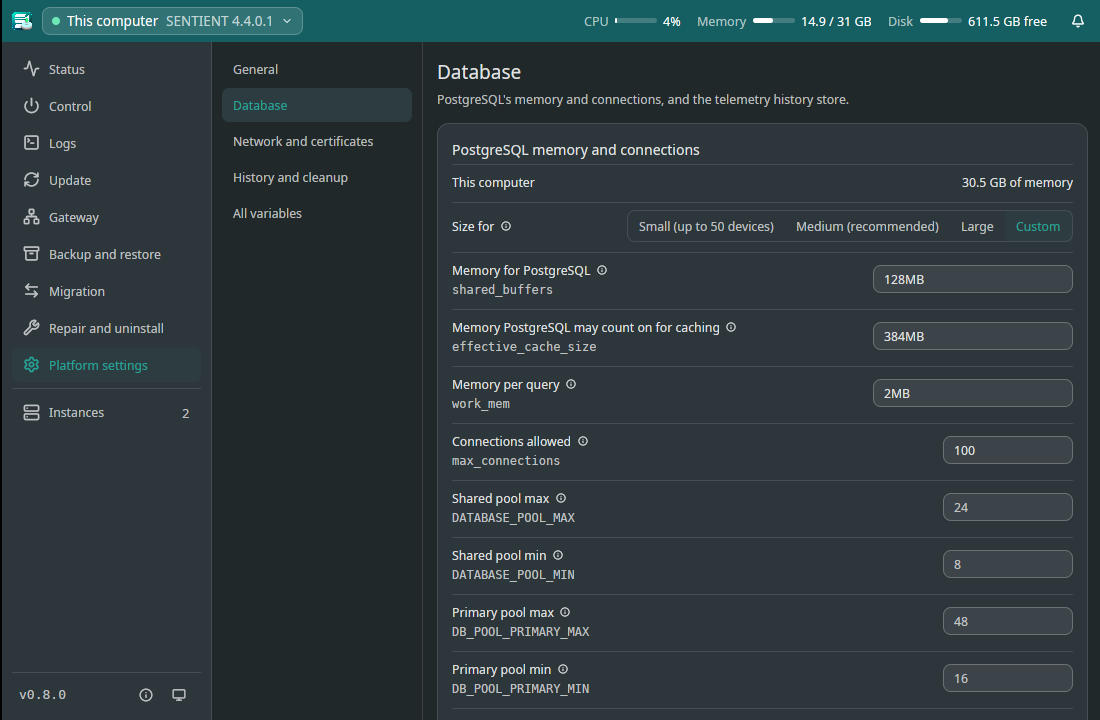 This computer SENTIENT 4.4.0.1
CPU 4% Memory 14.9 / 31 GB Disk 611.5 GB free
Status
Control
Logs
Update
Gateway
Backup and restore
Migration
Repair and uninstall
Platform settings
Instances 2
v0.8.0
General
Database
Network and certificates
History and cleanup
All variables
Database
PostgreSQL's memory and connections, and the telemetry history store.
PostgreSQL memory and connections
This computer 30.5 GB of memory
Size for Small (up to 50 devices) Medium (recommended) Large Custom
Memory for PostgreSQL
shared_buffers
128MB
Memory PostgreSQL may count on for caching
effective_cache_size
384MB
Memory per query
work_mem
2MB
Connections allowed
max_connections
100
Shared pool max
DATABASE_POOL_MAX
24
Shared pool min
DATABASE_POOL_MIN
8
Primary pool max
DB_POOL_PRIMARY_MAX
48
Primary pool min
DB_POOL_PRIMARY_MIN
16